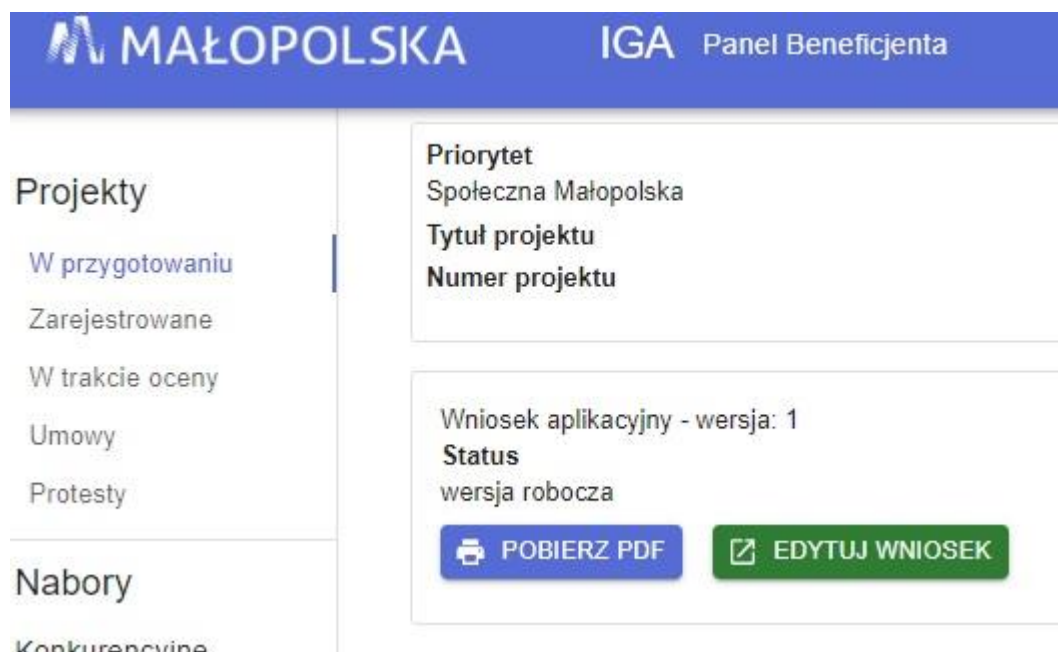 MAŁOPOLSKA
IGA Panel Beneficjenta
Projekty
W przygotowaniu
Zarejestrowane
W trakcie oceny
Umowy
Protesty
Nabory
Konkurencyjne
Priorytet
Społeczna Małopolska
Tytuł projektu
Numer projektu
Wniosek aplikacyjny - wersja: 1
Status
wersja robocza
POBIERZ PDF
EDYTUJ WNIOSEK